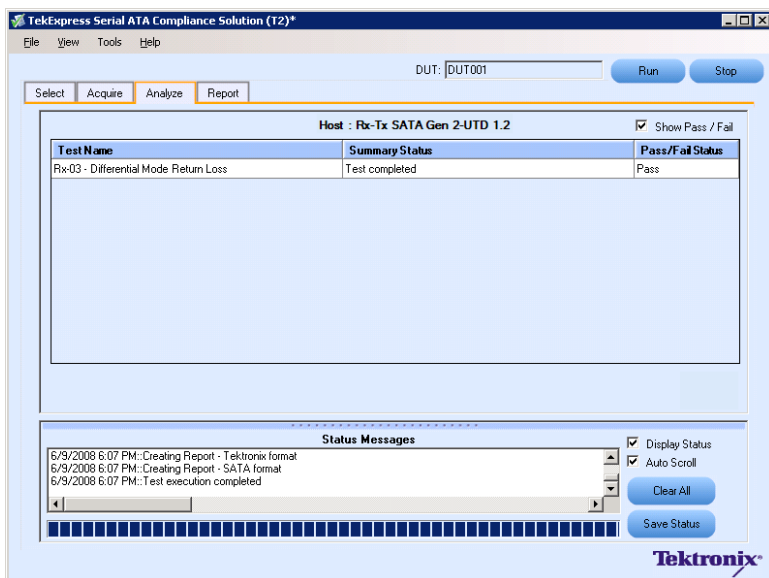 TekExpress Serial ATA Compliance Solution (T2)*
File View Tools Help
DUT: DUT001 Run Stop
Select Acquire Analyze Report
Host : Rx-Tx SATA Gen 2-UTD 1.2 Show Pass / Fail
Test Name Summary Status Pass/Fail Status
Rx-03 - Differential Mode Return Loss Test completed Pass
Status Messages
6/9/2008 6:07 PM::Creating Report - Tektronix format
6/9/2008 6:07 PM::Creating Report - SATA format
6/9/2008 6:07 PM::Test execution completed
Display Status
Auto Scroll
Clear All
Save Status
Tektronix